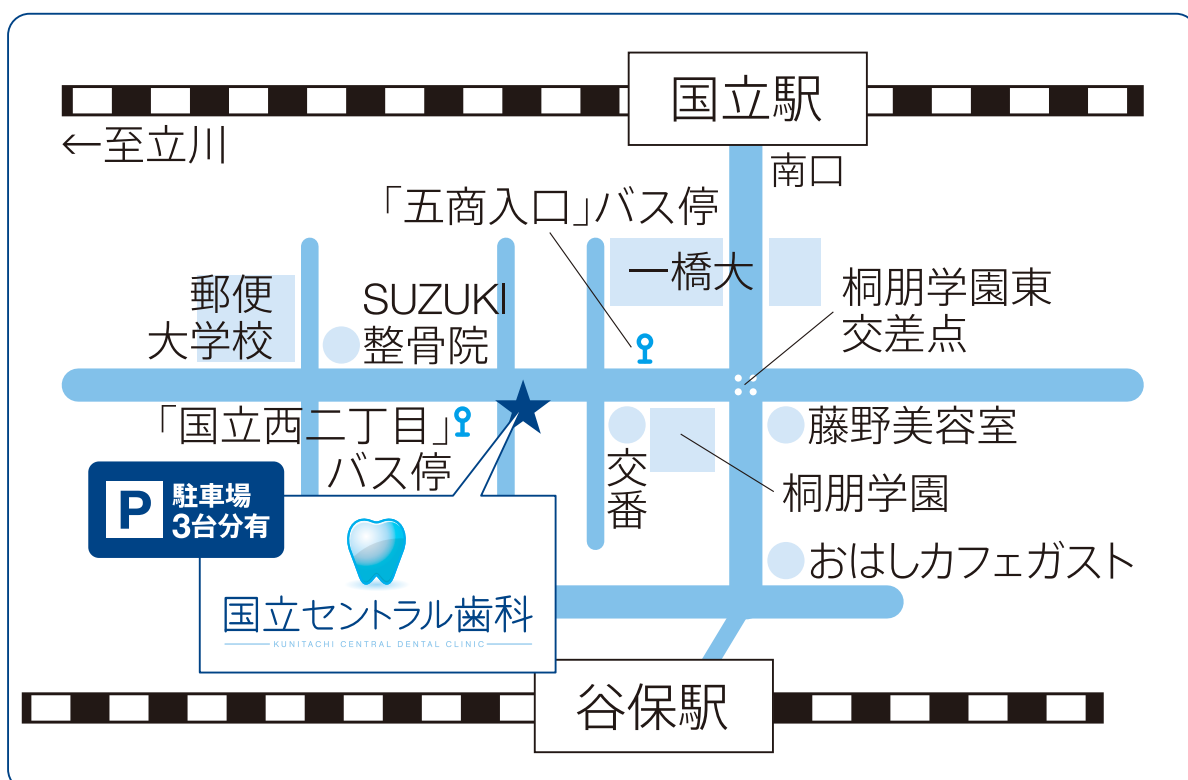 国立駅
←至立川
南口
「五商入口」バス停
一橋大
桐朋学園東
交差点
郵便
大学校
SUZUKI
整骨院
「国立西二丁目」
バス停
藤野美容室
交番
桐朋学園
P
駐車場
3台分有
おはしカフェガスト
国立セントラル歯科
KUNITACHI CENTRAL DENTAL CLINIC
谷保駅